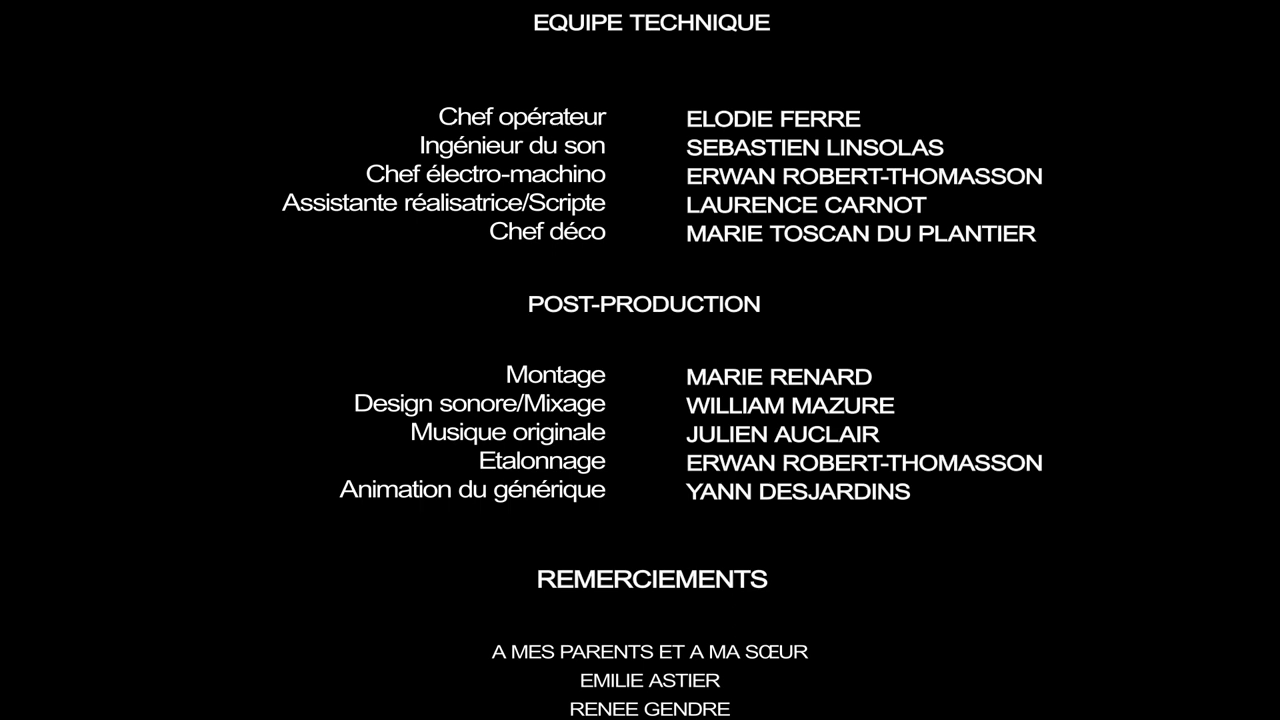 EQUIPE TECHNIQUE
Chef opérateur ELODIE FERRE
Ingénieur du son SEBASTIEN LINSOLAS
Chef électro-machino ERWAN ROBERT-THOMASSON
Assistante réalisatrice/Scripte LAURENCE CARNOT
Chef déco MARIE TOSCAN DU PLANTIER
POST-PRODUCTION
Montage MARIE RENARD
Design sonore/Mixage WILLIAM MAZURE
Musique originale JULIEN AUCLAIR
Etalonnage ERWAN ROBERT-THOMASSON
Animation du générique YANN DESJARDINS
REMERCIEMENTS
A MES PARENTS ET A MA SŒUR
EMILIE ASTIER
RENEE GENDRE